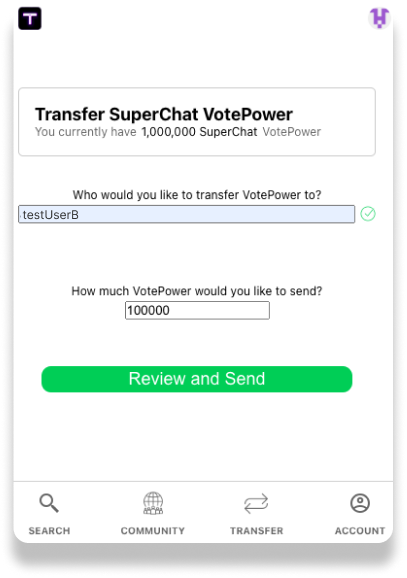 T
Transfer SuperChat VotePower
You currently have 1,000,000 SuperChat VotePower
Who would you like to transfer VotePower to?
testUserB
How much VotePower would you like to send?
100000
Review and Send
SEARCH COMMUNITY TRANSFER ACCOUNT